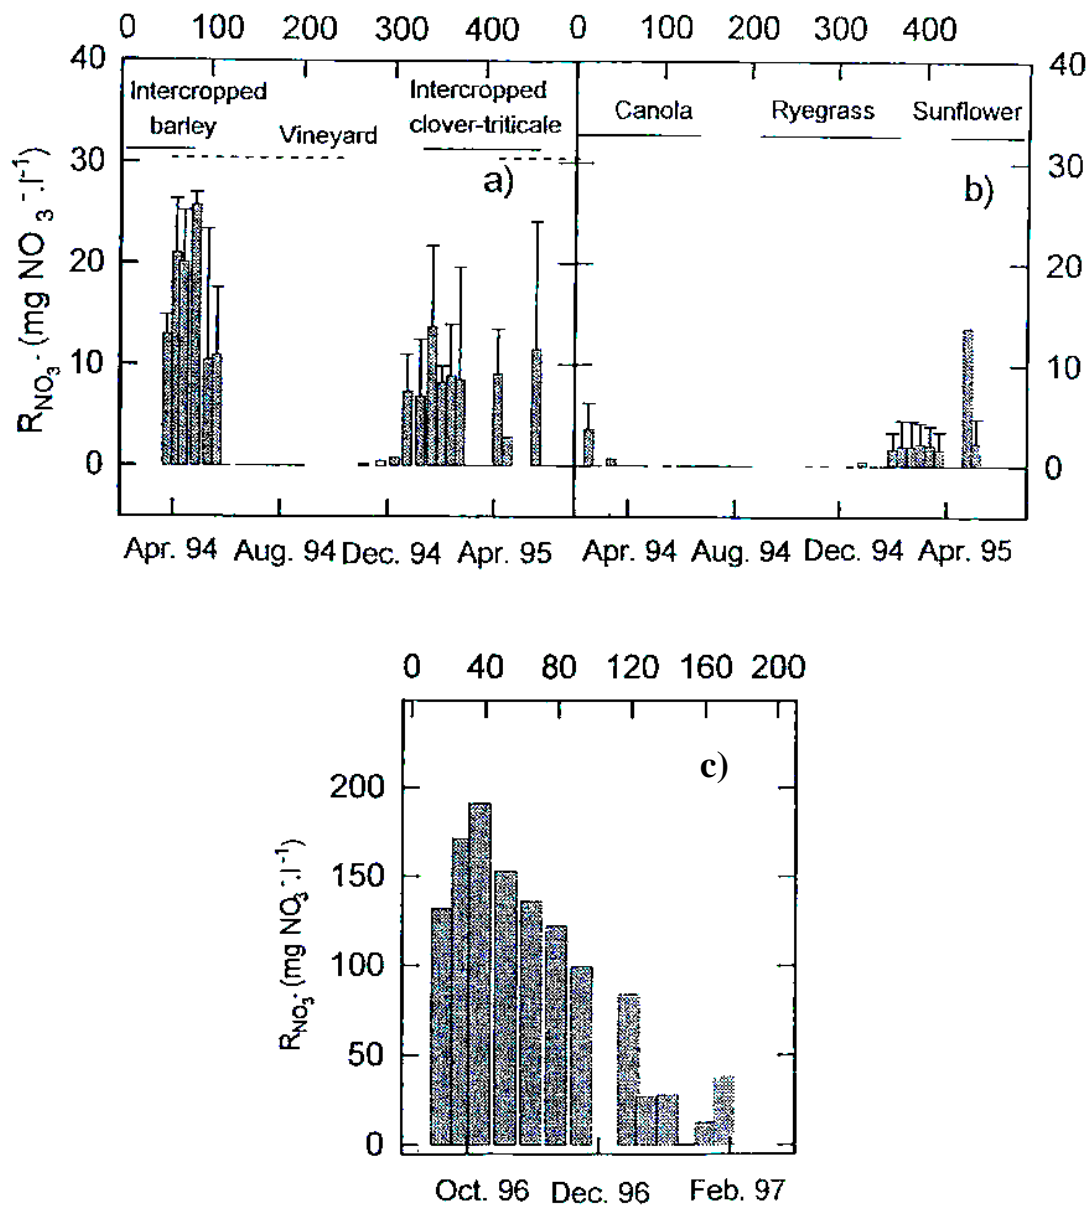 0 100 200 300 400 0 100 200 300 400
40 40
Intercropped Intercropped
barley clover-triticale
Vineyard
Canola Ryegrass Sunflower
30 30
a) b)
20 20
10 10
0 0
R NO3- (mg NO3-.l-1)
Apr. 94 Aug. 94 Dec. 94 Apr. 95 Apr. 94 Aug. 94 Dec. 94 Apr. 95
0 40 80 120 160 200
c)
200
150
100
50
0
R NO3- (mg NO3-.l-1)
Oct. 96 Dec. 96 Feb. 97